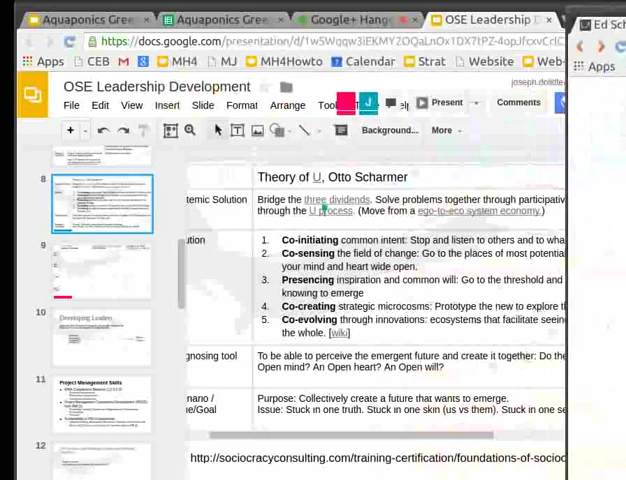 Aquaponics Gree
Aquaponics Gree
Google+ Hang
OSE Leadership D
Ed Sch
https://docs.google.com/presentation/d/
Apps
CEB
MH4
MJ
MH4Howto
Calendar
Strat
Website
Web
Apps
OSE Leadership Development
joseph.dolittle
File Edit View Insert Slide Format Arrange
J
Present
Comments
Background...
More
8
9
10
Developing Leaders
11
Project Management Skills
12
Theory of U, Otto Scharmer
temic Solution
Bridge the three dividends. Solve problems together through participativ
through the U process. (Move from a ego-to-eco system economy.)
ution
1. Co-initiating common intent: Stop and listen to others and to wha
2. Co-sensing the field of change: Go to the places of most potentia
your mind and heart wide open.
3. Presencing inspiration and common will: Go to the threshold and
knowing to emerge
4. Co-creating strategic microcosms: Prototype the new to explore th
5. Co-evolving through innovations: ecosystems that facilitate seein
the whole. [wiki]
gnosing tool
To be able to perceive the emergent future and create it together: Do the
Open mind? An Open heart? An Open will?
nano /
e/Goal
Purpose: Collectively create a future that wants to emerge.
Issue: Stuck in one truth. Stuck in one skin (us vs them). Stuck in one se
http://sociocracyconsulting.com/training-certification/foundations-of-socioc